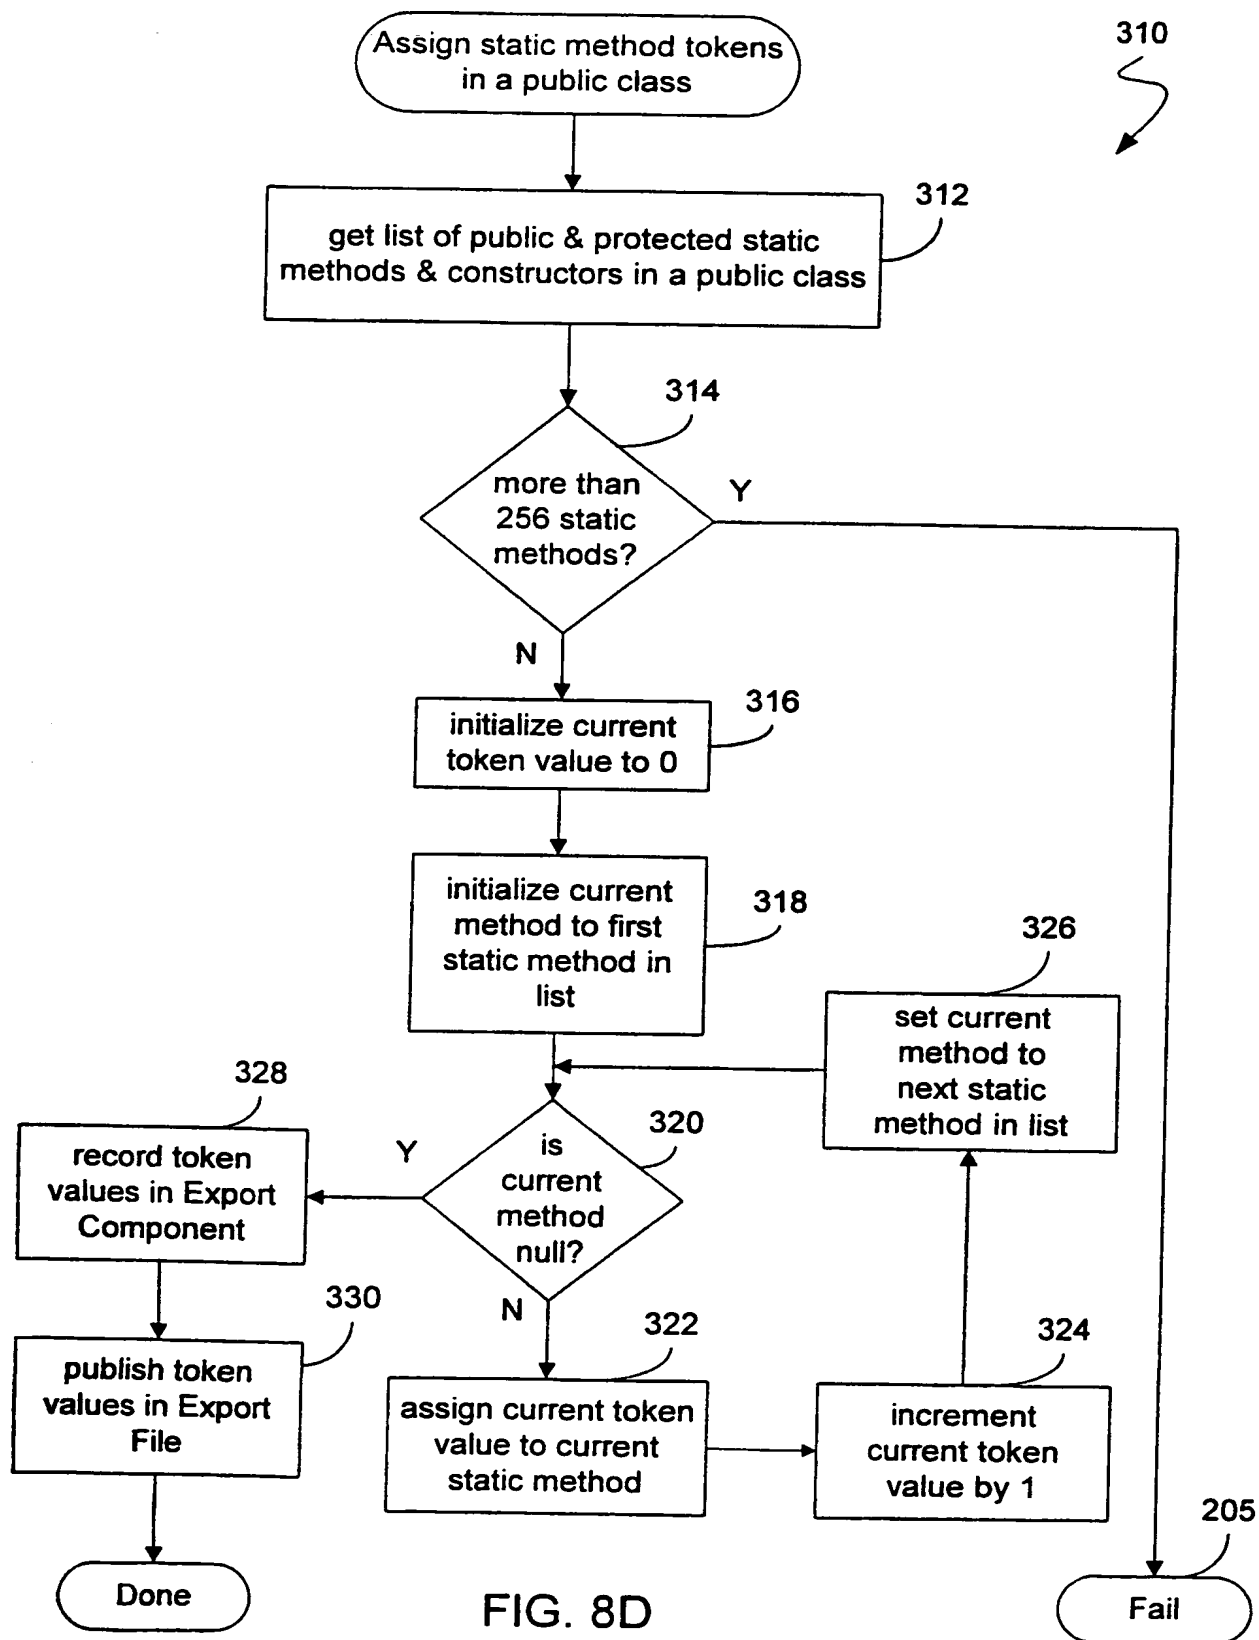 Assign static method tokens
in a public class
310
312
get list of public & protected static
methods & constructors in a public class
314
more than
256 static
methods?
Y
N
316
initialize current
token value to 0
318
initialize current
method to first
static method in
list
326
set current
method to
next static
method in list
328
record token
values in Export
Component
Y
320
is
current
method
null?
N
330
publish token
values in Export
File
322
assign current token
value to current
static method
324
increment
current token
value by 1
205
Done
FIG. 8D
Fail